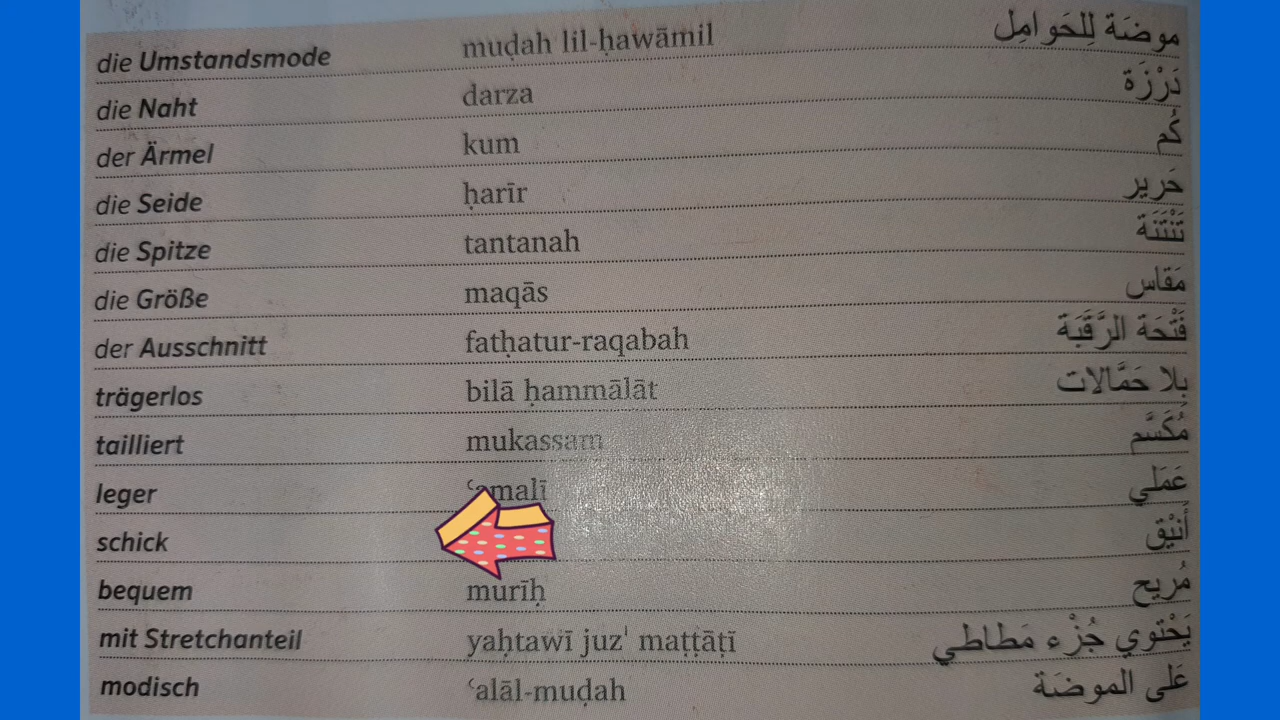 die Umstandsmode muḍah lil-ḥawāmil موضَة لِلحَوامِل
die Naht darza دَرْزَة
der Ärmel kum كُم
die Seide ḥarīr حَرير
die Spitze tantanah تَنْتَنَة
die Größe maqās مَقاس
der Ausschnitt fatḥatur-raqabah فَتْحَة الرَّقَبَة
trägerlos bilā ḥammālāt بِلا حَمَّالات
tailliert mukassam مُكَسَّم
leger ʿamalī عَمَلي
schick أَنيْق
bequem murīḥ مُريح
mit Stretchanteil yaḥtawī juzˈ maṭṭāṭī يَحْتَوي جُزْء مَطاطي
modisch ʿalāl-muḍah عَلى الموضَة